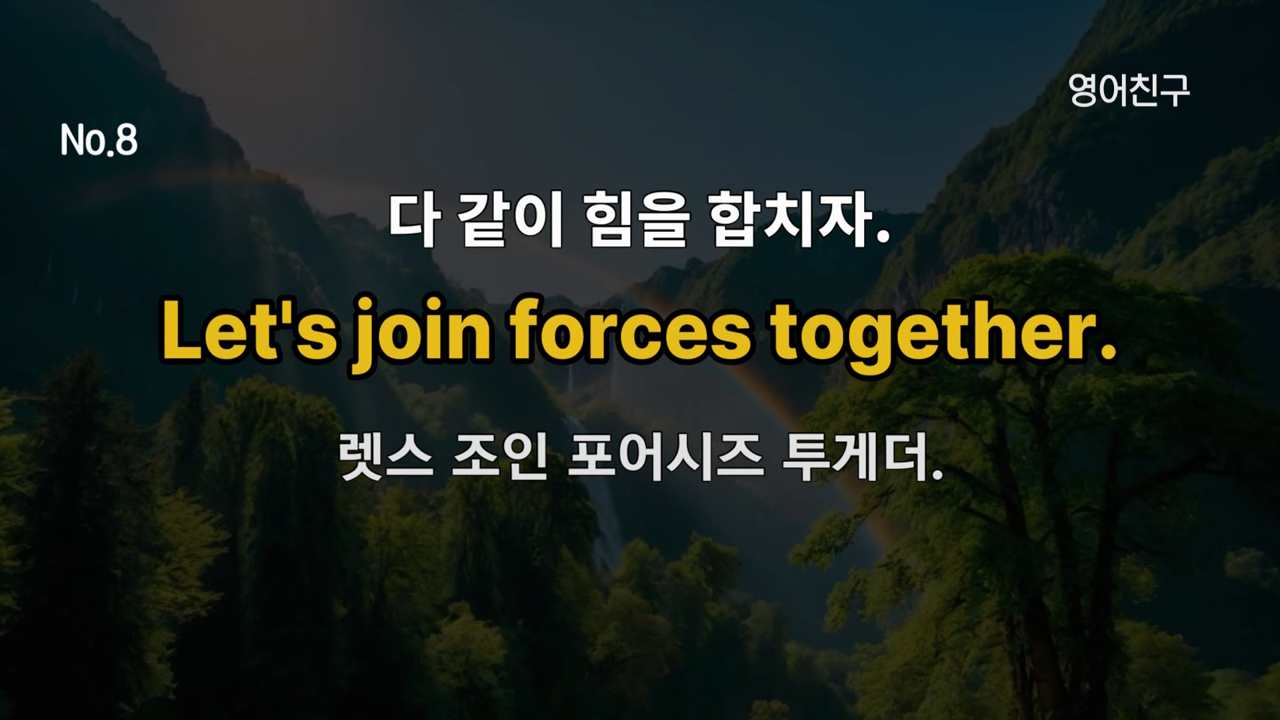 영어친구
No.8
다 같이 힘을 합치자.
Let's join forces together.
렛스 조인 포어시즈 투게더.